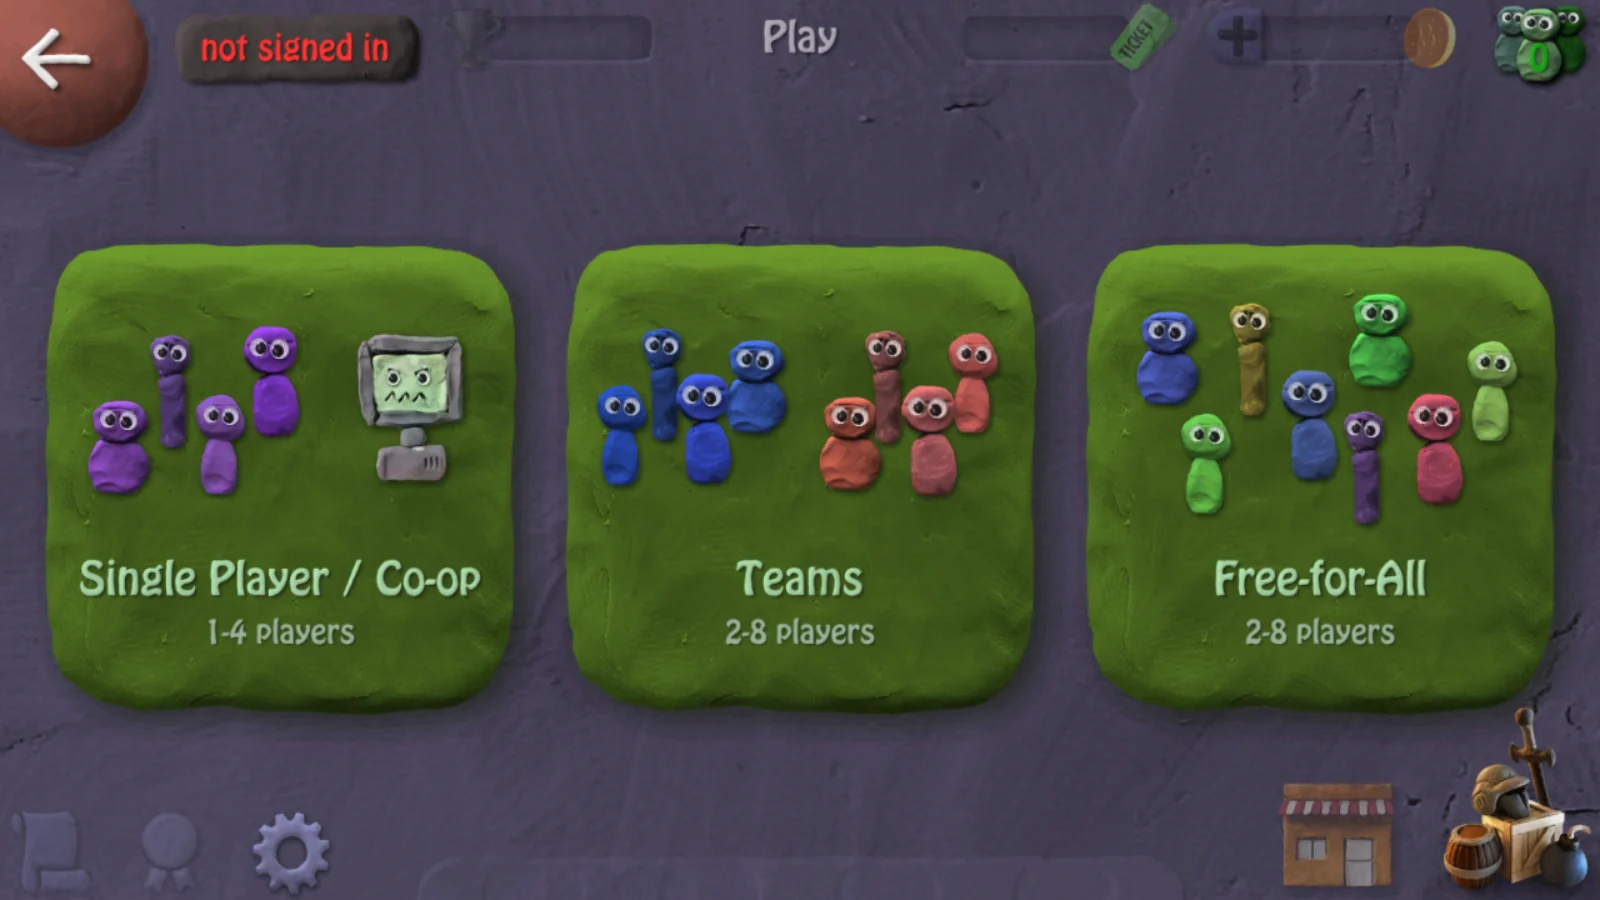 not signed in
Play
TICKET
0
Single Player / Co-op
1-4 players
Teams
2-8 players
Free-for-All
2-8 players